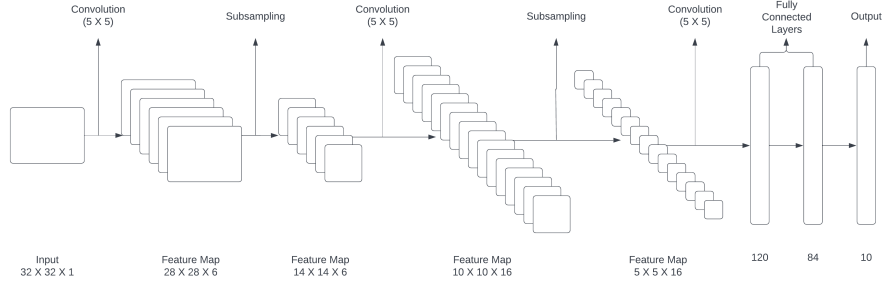 Convolution
(5 X 5)
Subsampling
Convolution
(5 X 5)
Subsampling
Convolution
(5 X 5)
Fully
Connected
Layers
Output
Input
32 X 32 X 1
Feature Map
28 X 28 X 6
Feature Map
14 X 14 X 6
Feature Map
10 X 10 X 16
Feature Map
5 X 5 X 16
120
84
10